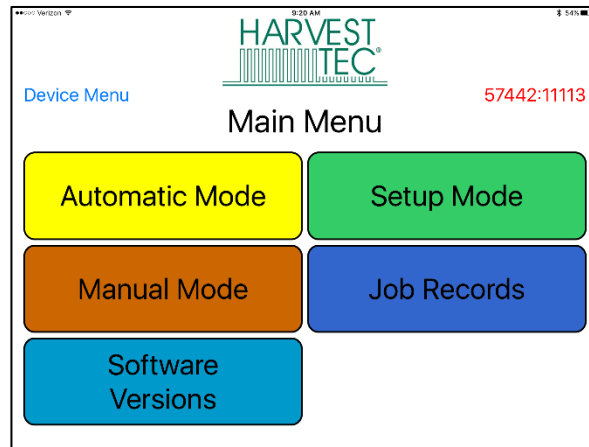 Verizon 9:20 AM 54%
HARVEST
TEC®
Device Menu 57442:11113
Main Menu
Automatic Mode Setup Mode
Manual Mode Job Records
Software
Versions